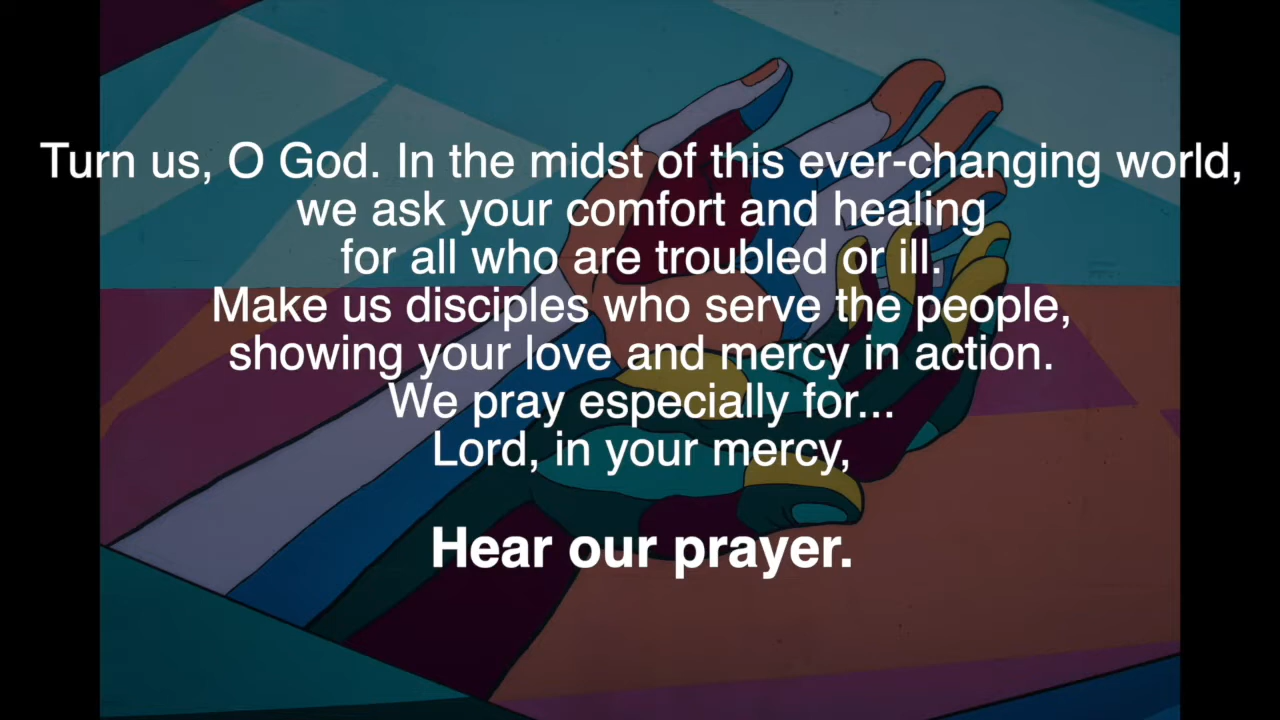 Turn us, O God. In the midst of this ever-changing world,
we ask your comfort and healing
for all who are troubled or ill.
Make us disciples who serve the people,
showing your love and mercy in action.
We pray especially for...
Lord, in your mercy,
Hear our prayer.